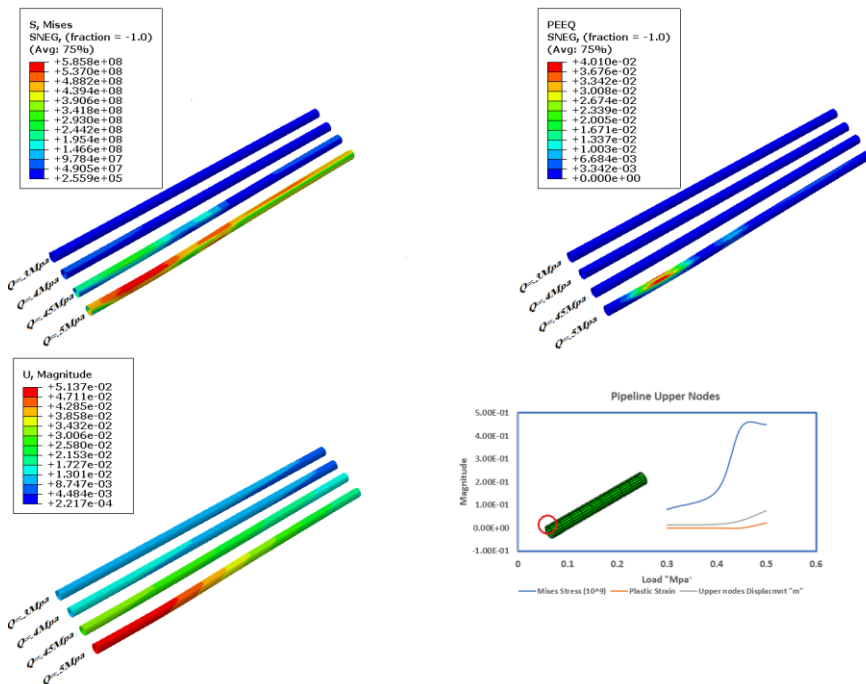 S, Mises
SNEG, (fraction = -1.0)
(Avg: 75%)
+5.858e+08
+5.370e+08
+4.882e+08
+4.394e+08
+3.906e+08
+3.418e+08
+2.930e+08
+2.442e+08
+1.954e+08
+1.466e+08
+9.784e+07
+4.905e+07
+2.559e+05
Q=.3Mpa
Q=.4Mpa
Q=.45Mpa
Q=.5Mpa
PEEQ
SNEG, (fraction = -1.0)
(Avg: 75%)
+4.010e-02
+3.676e-02
+3.342e-02
+3.008e-02
+2.674e-02
+2.339e-02
+2.005e-02
+1.671e-02
+1.337e-02
+1.003e-02
+6.684e-03
+3.342e-03
+0.000e+00
Q=.3Mpa
Q=.4Mpa
Q=.45Mpa
Q=.5Mpa
U, Magnitude
+5.137e-02
+4.711e-02
+4.285e-02
+3.858e-02
+3.432e-02
+3.006e-02
+2.580e-02
+2.153e-02
+1.727e-02
+1.301e-02
+8.747e-03
+4.484e-03
+2.217e-04
Q=.3Mpa
Q=.4Mpa
Q=.45Mpa
Q=.5Mpa
Pipeline Upper Nodes
Magnitude
5.00E-01
4.00E-01
3.00E-01
2.00E-01
1.00E-01
0.00E+00
-1.00E-01
0 0.1 0.2 0.3 0.4 0.5 0.6
Load "Mpa"
Mises Stress (10^9) Plastic Strain Upper nodes Displacmnt "m"